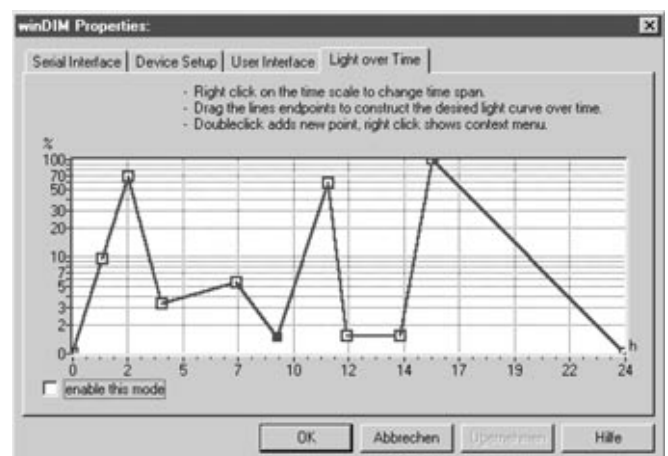 winDIM Properties:
Serial Interface Device Setup User Interface Light over Time
- Right click on the time scale to change time span.
- Drag the lines endpoints to construct the desired light curve over time.
- Doubleclick adds new point, right click shows context menu.
%
100
70
50
30
20
10
7
5
3
2
0
0 2 5 7 10 12 14 17 19 22 24 h
enable this mode
OK Abbrechen Übernehmen Hilfe